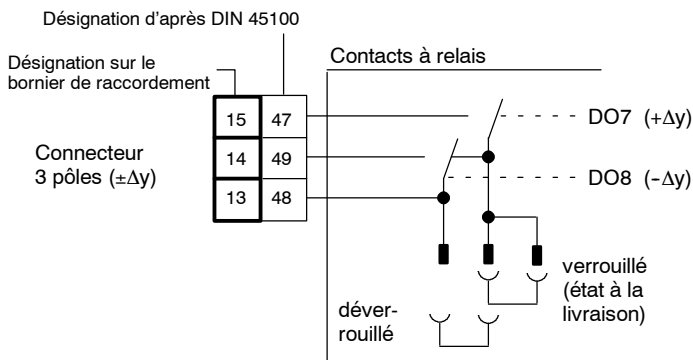 Désignation d'après DIN 45100
Désignation sur le
bornier de raccordement
Contacts à relais
15 47
14 49
13 48
Connecteur
3 pôles (±Δy)
DO7 (+Δy)
DO8 (−Δy)
verrouillé
(état à la
livraison)
déver-
rouillé